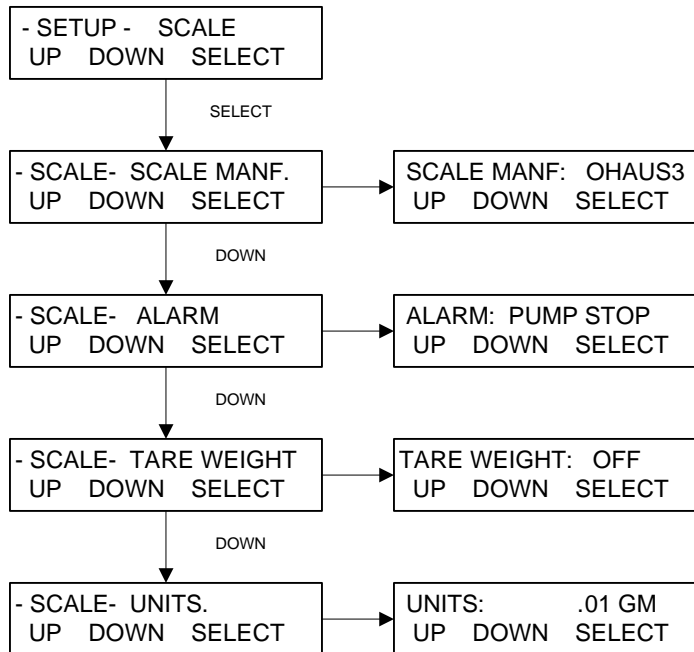 - SETUP - SCALE
UP DOWN SELECT
SELECT
- SCALE- SCALE MANF.
UP DOWN SELECT
SCALE MANF: OHAUS3
UP DOWN SELECT
DOWN
- SCALE- ALARM
UP DOWN SELECT
ALARM: PUMP STOP
UP DOWN SELECT
DOWN
- SCALE- TARE WEIGHT
UP DOWN SELECT
TARE WEIGHT: OFF
UP DOWN SELECT
DOWN
- SCALE- UNITS.
UP DOWN SELECT
UNITS: .01 GM
UP DOWN SELECT